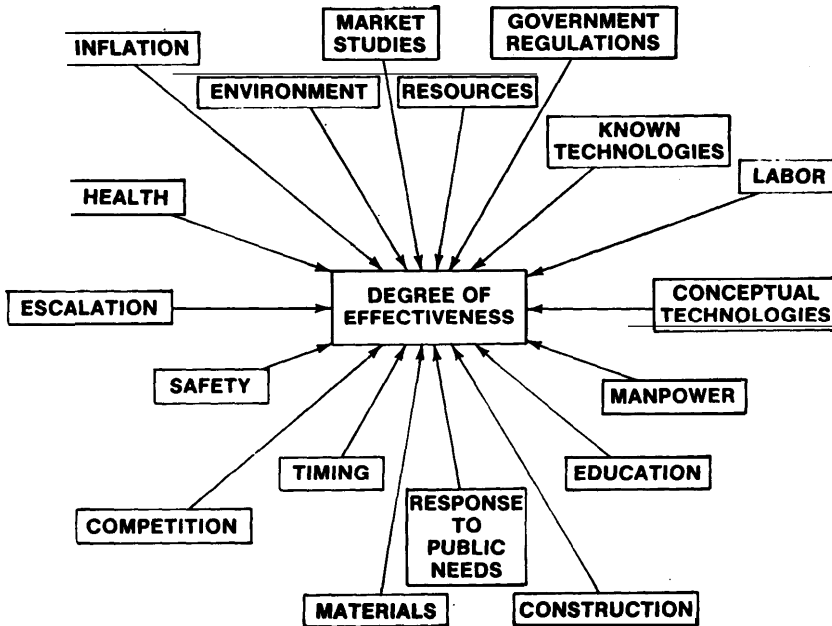 MARKET
STUDIES
GOVERNMENT
REGULATIONS
INFLATION
ENVIRONMENT
RESOURCES
KNOWN
TECHNOLOGIES
LABOR
HEALTH
DEGREE OF
EFFECTIVENESS
ESCALATION
CONCEPTUAL
TECHNOLOGIES
SAFETY
MANPOWER
TIMING
EDUCATION
COMPETITION
RESPONSE
TO
PUBLIC
NEEDS
MATERIALS
CONSTRUCTION